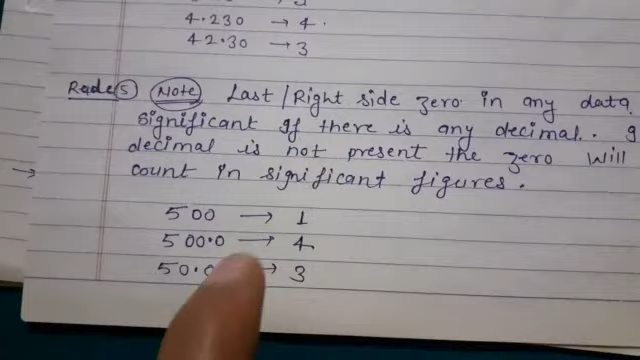 4.230 → 4.
42.30 → 3
Rule 5 Note Last / Right side zero in any data
significant if there is any decimal.
decimal is not present the zero will
→ count in significant figures.
500 → 1
500.0 → 4
50.0 → 3